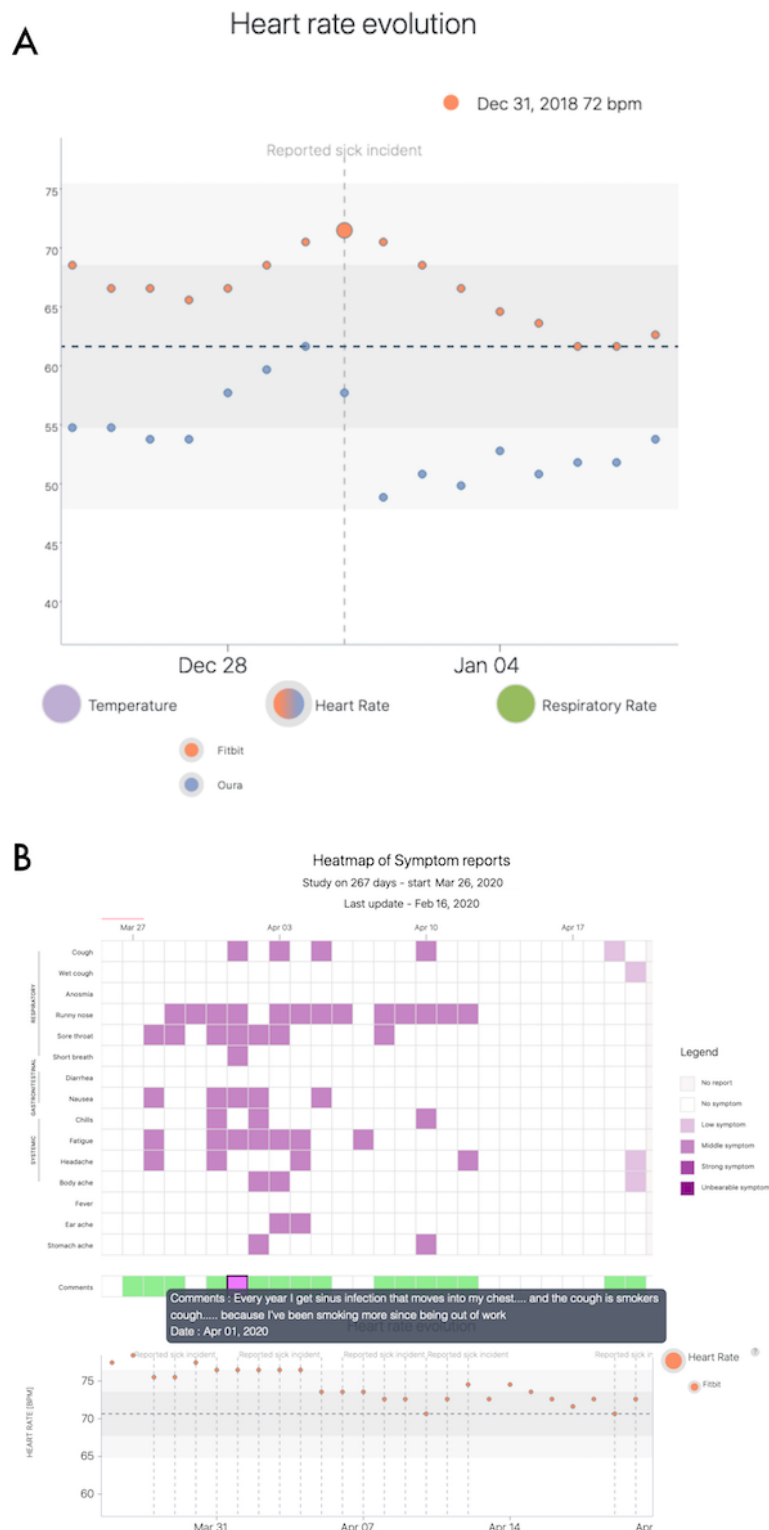 A
Heart rate evolution
Dec 31, 2018 72 bpm
Reported sick incident
75
70
65
60
55
50
45
40
Dec 28
Jan 04
Temperature
Heart Rate
Respiratory Rate
Fitbit
Oura
B
Heatmap of Symptom reports
Study on 267 days - start Mar 26, 2020
Last update - Feb 16, 2020
Mar 27
Apr 03
Apr 10
Apr 17
RESPIRATORY
Cough
Wet cough
Anosmia
Runny nose
Sore throat
Short breath
GASTROINTESTINAL
Diarrhea
Nausea
SYSTEMIC
Chills
Fatigue
Headache
Body ache
Fever
Ear ache
Stomach ache
Legend
No report
No symptom
Low symptom
Middle symptom
Strong symptom
Unbearable symptom
Comments
Comments : Every year I get sinus infection that moves into my chest.... and the cough is smokers
cough..... because I've been smoking more since being out of work
Date : Apr 01, 2020
Heart rate evolution
Reported sick incident
Reported sick incident
Reported sick incident
Reported sick incident
Reported sick in
Heart Rate
?
Fitbit
HEART RATE [BPM]
75
70
65
60
Mar 31
Apr 07
Apr 14
Apr